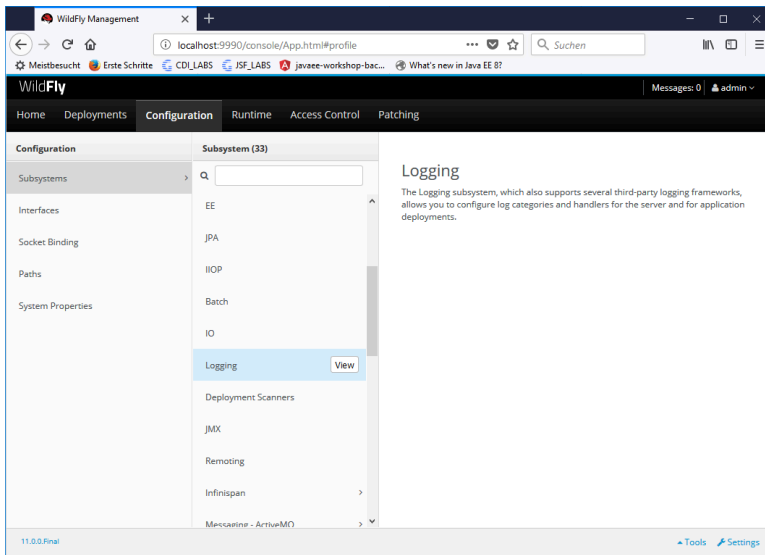 WildFly Management
localhost:9990/console/App.html#profile
Suchen
Meistbesucht Erste Schritte CDI_LABS JSF_LABS javaee-workshop-bac... What's new in Java EE 8?
WildFly
Messages: 0 admin
Home Deployments Configuration Runtime Access Control Patching
Configuration
Subsystems
Interfaces
Socket Binding
Paths
System Properties
Subsystem (33)
EE
JPA
IIOP
Batch
IO
Logging View
Deployment Scanners
JMX
Remoting
Infinispan
Messaging - ActiveMQ
Logging
The Logging subsystem, which also supports several third-party logging frameworks,
allows you to configure log categories and handlers for the server and for application
deployments.
11.0.0.Final
Tools Settings